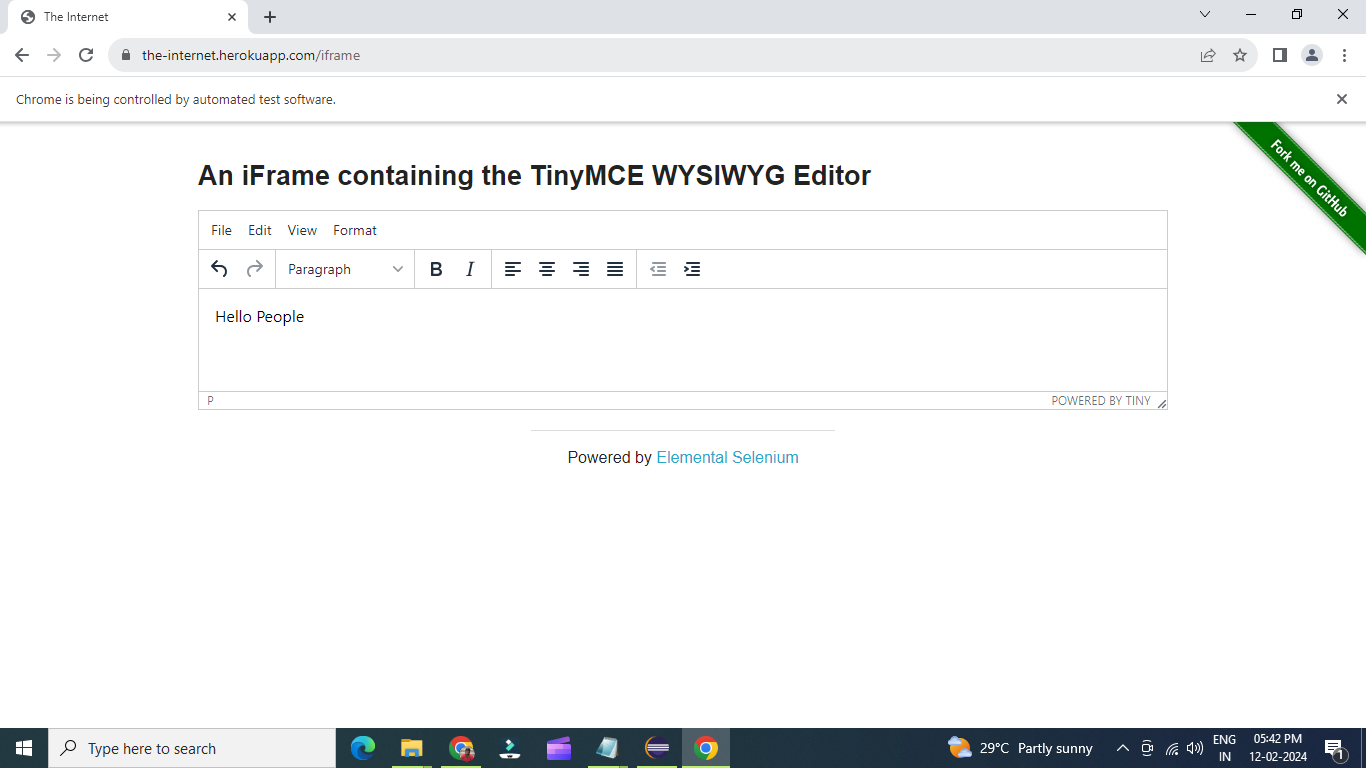 The Internet
the-internet.herokuapp.com/iframe
Chrome is being controlled by automated test software.
Fork me on GitHub
An iFrame containing the TinyMCE WYSIWYG Editor
File Edit View Format
Paragraph B I
Hello People
P POWERED BY TINY
Powered by Elemental Selenium
Type here to search
29°C Partly sunny
ENG
IN
05:42 PM
12-02-2024
1